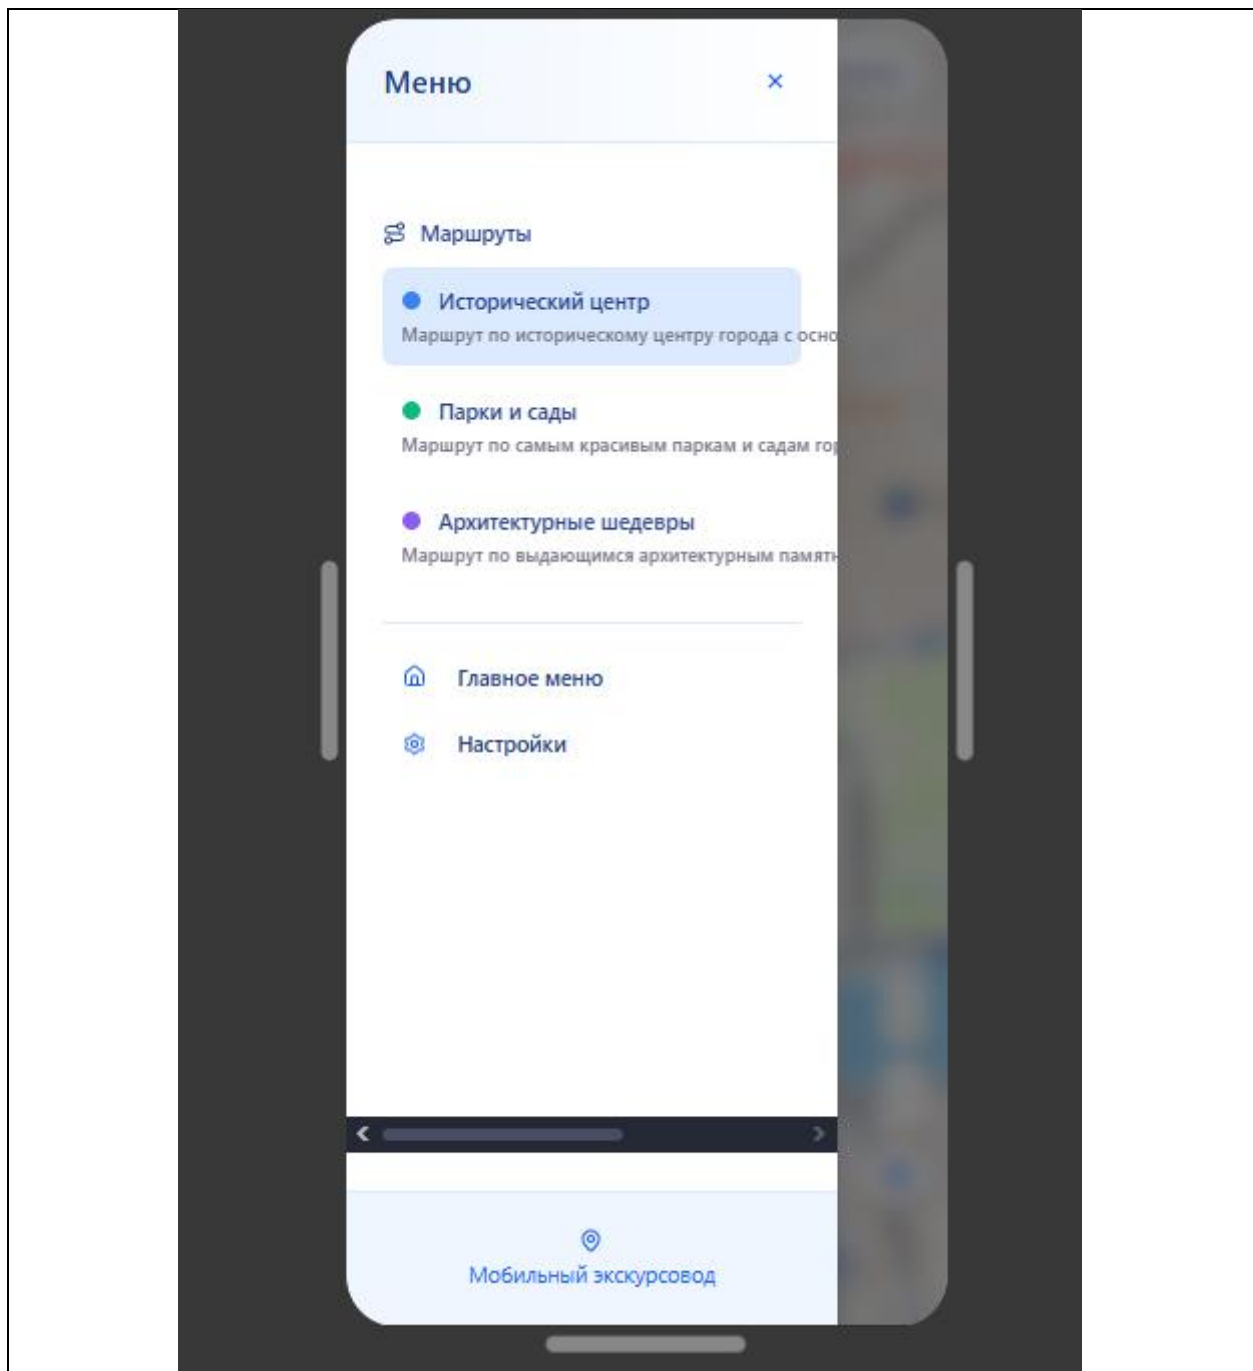 Меню
Маршруты
Исторический центр
Маршрут по историческому центру города с осно
Парки и сады
Маршрут по самым красивым паркам и садам гор
Архитектурные шедевры
Маршрут по выдающимся архитектурным памятн
Главное меню
Настройки
Мобильный экскурсовод